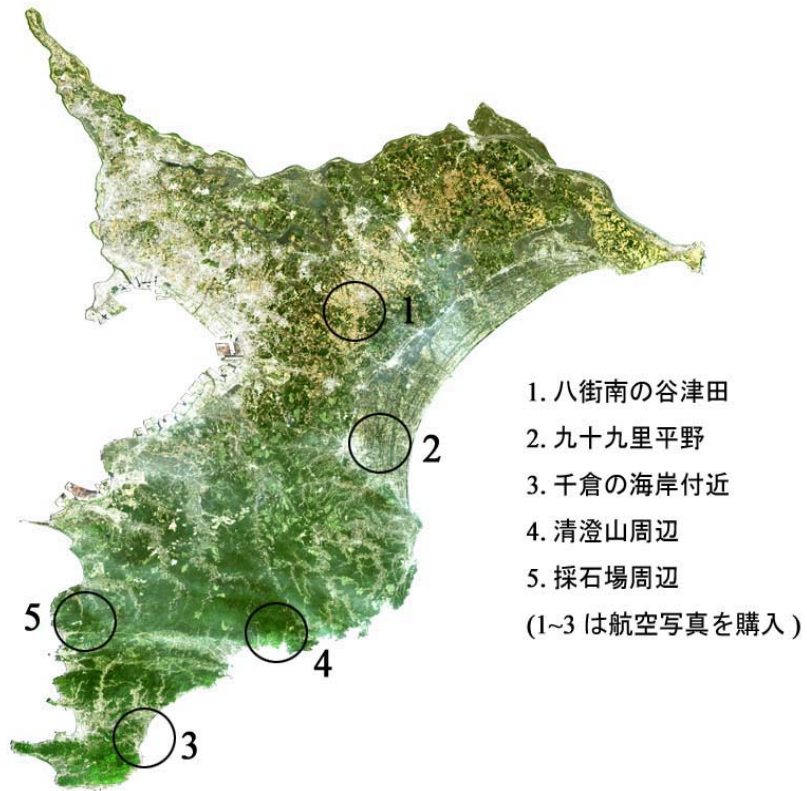 1
2
1. 八街南の谷津田
2. 九十九里平野
3. 千倉の海岸付近
4. 清澄山周辺
5. 採石場周辺
(1~3 は航空写真を購入 )
5
4
3